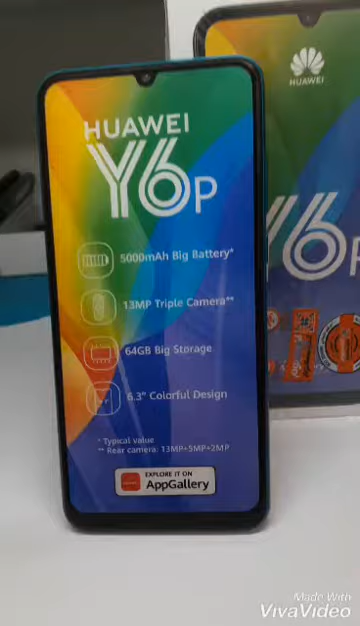 HUAWEI
Y6P
5000mAh Big Battery*
13MP Triple Camera**
64GB Big Storage
6.3" Colorful Design
* Typical value
** Rear camera: 13MP+5MP+2MP
EXPLORE IT ON
AppGallery
HUAWEI
Y6P
Made With
VivaVideo